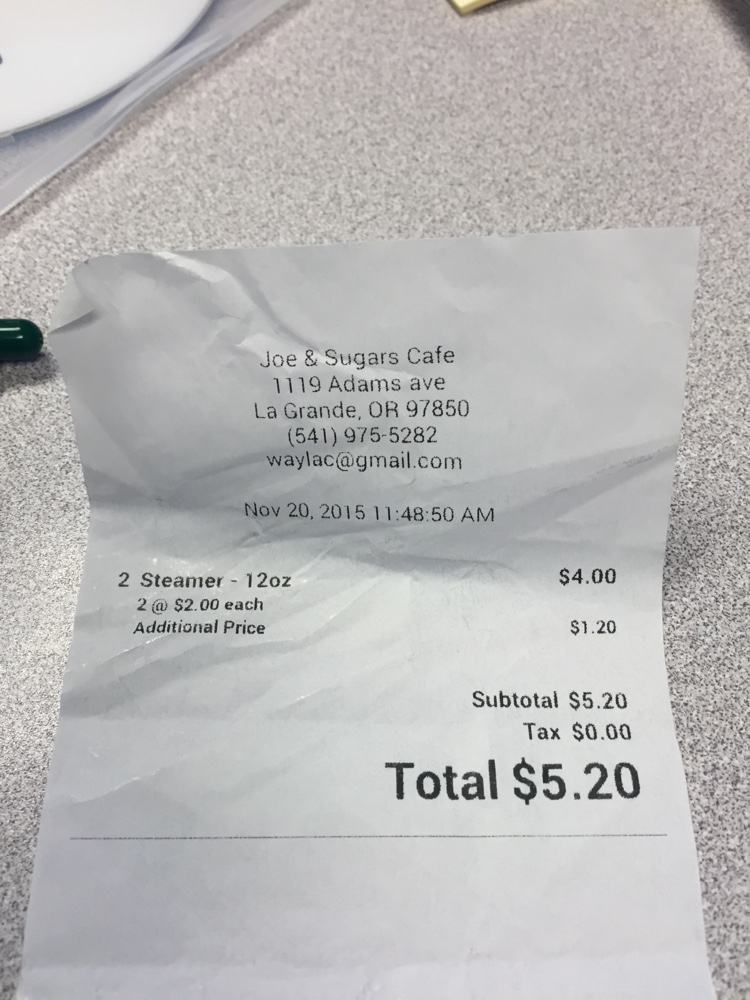 Joe & Sugars Cafe
1119 Adams ave
La Grande, OR 97850
(541) 975-5282
waylac@gmail.com
Nov 20, 2015 11:48:50 AM
2 Steamer - 12oz $4.00
2 @ $2.00 each
Additional Price $1.20
Subtotal $5.20
Tax $0.00
Total $5.20